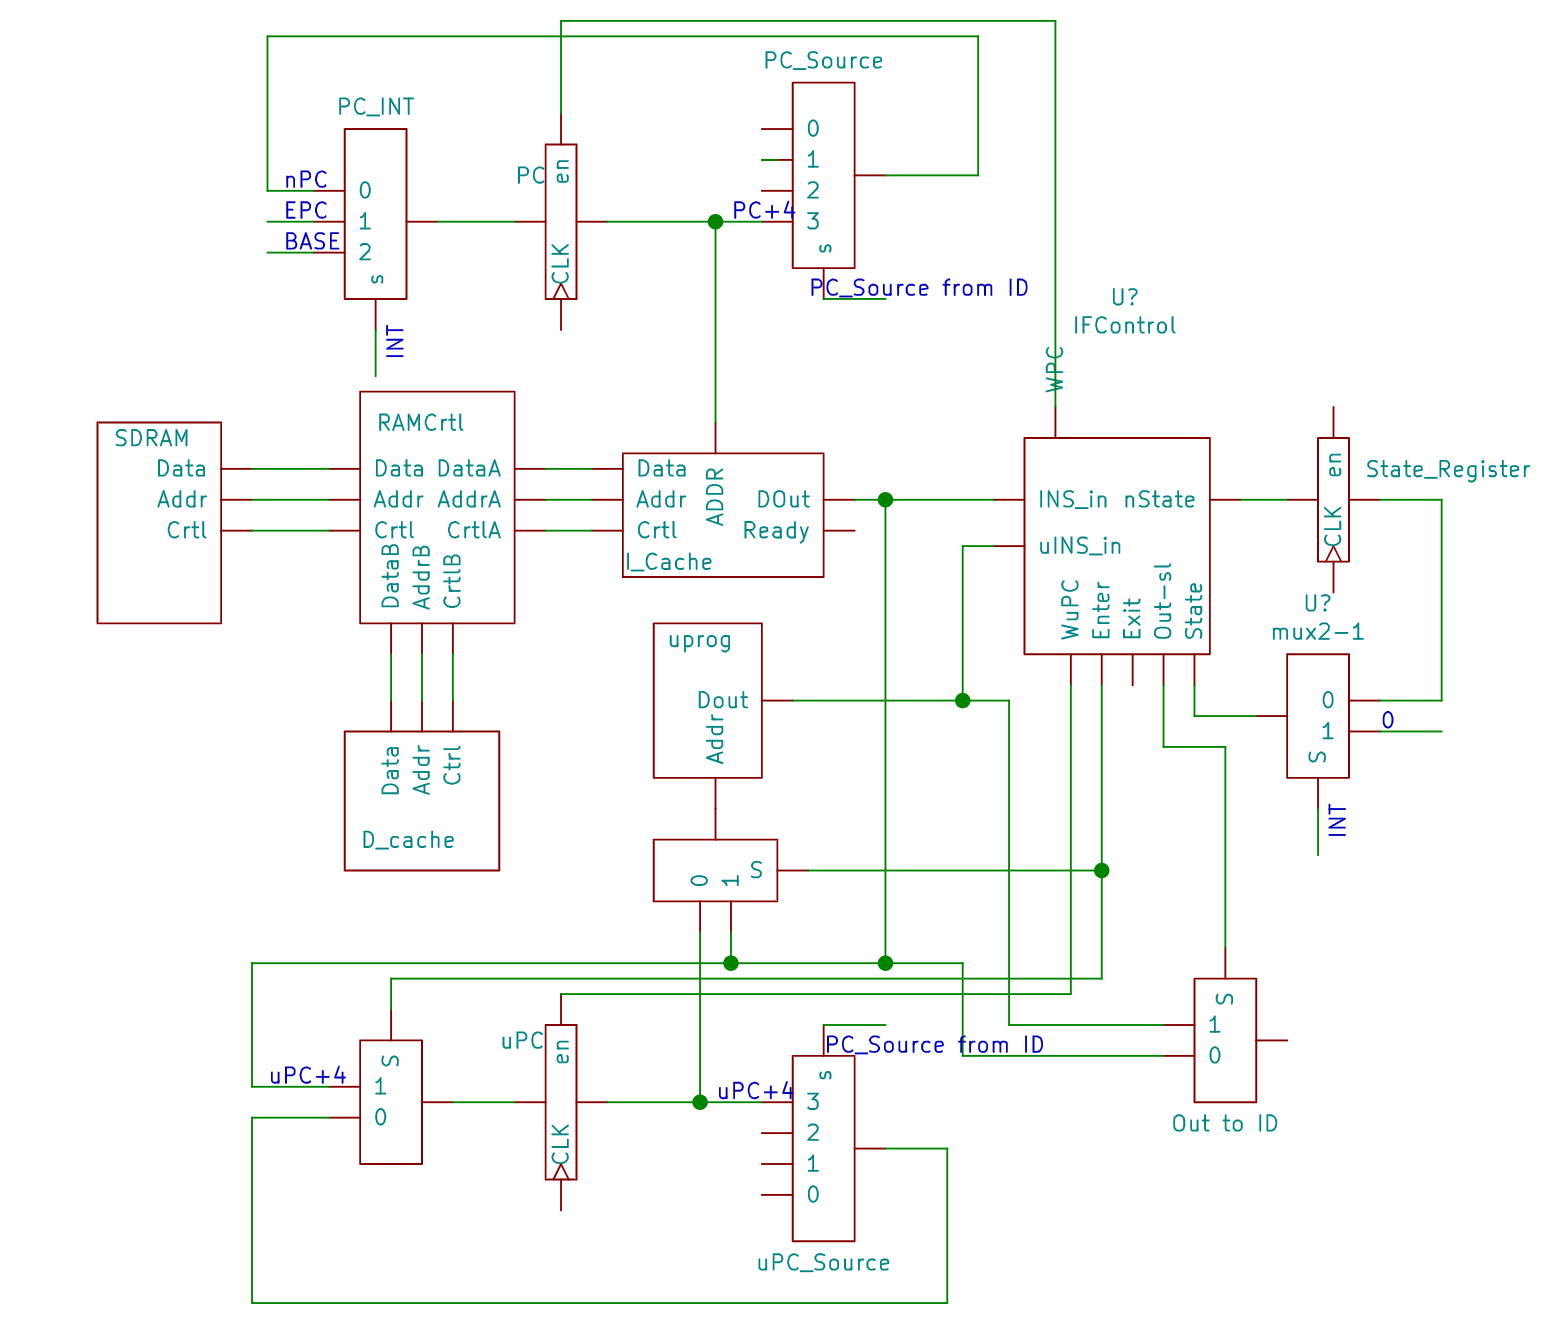 PC_Source
PC_INT
0
1
2
3
s
PC+4
PC_Source from ID
PC
en
CLK
nPC
EPC
BASE
0
1
2
s
INT
U?
IFControl
WPC
SDRAM
Data
Addr
Crtl
RAMCrtl
Data DataA
Addr AddrA
Crtl CrtlA
DataB
AddrB
CrtlB
Data
Addr
Crtl
ADDR
DOut
Ready
I_Cache
INS_in nState
uINS_in
WuPC
Enter
Exit
Out-sl
State
en
CLK
State_Register
U?
mux2-1
0
1
S
0
INT
uprog
Dout
Addr
Data
Addr
Ctrl
D_cache
0
1
S
S
1
0
Out to ID
uPC
en
CLK
uPC+4
S
1
0
PC_Source from ID
uPC+4
s
3
2
1
0
uPC_Source